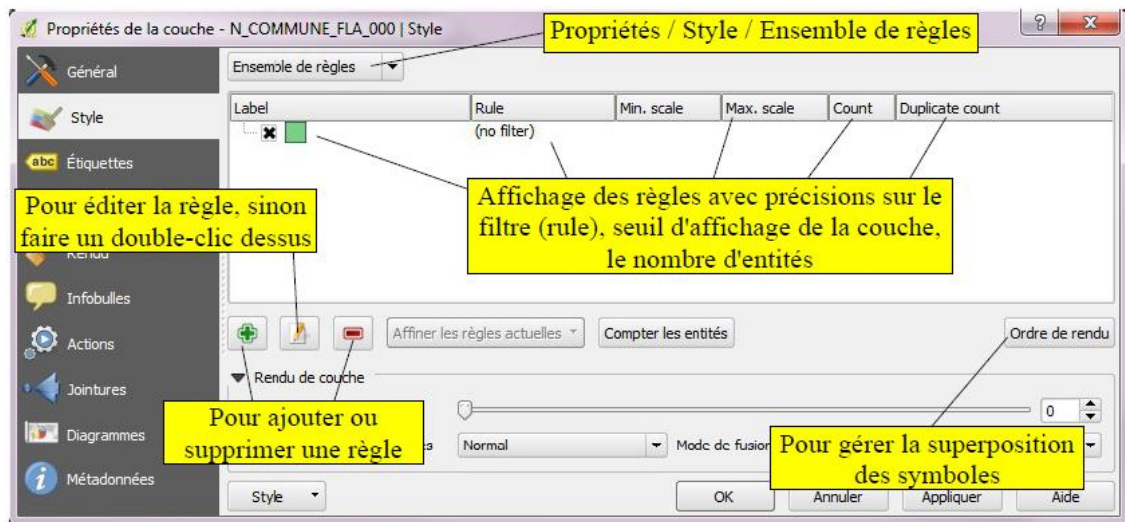 Propriétés de la couche - N_COMMUNE_FLA_000 | Style
Propriétés / Style / Ensemble de règles
Général
Ensemble de règles
Style
Label Rule Min. scale Max. scale Count Duplicate count
(no filter)
abc Étiquettes
Pour éditer la règle, sinon
faire un double-clic dessus
Affichage des règles avec précisions sur le
filtre (rule), seuil d'affichage de la couche,
le nombre d'entités
Rendu
Infobulles
Actions
Affiner les règles actuelles
Compter les entités
Ordre de rendu
Rendu de couche
Jointures
0
Pour ajouter ou
supprimer une règle
Diagrammes
Normal
Mode de fusion
Pour gérer la superposition
des symboles
Métadonnées
Style
OK
Annuler
Appliquer
Aide